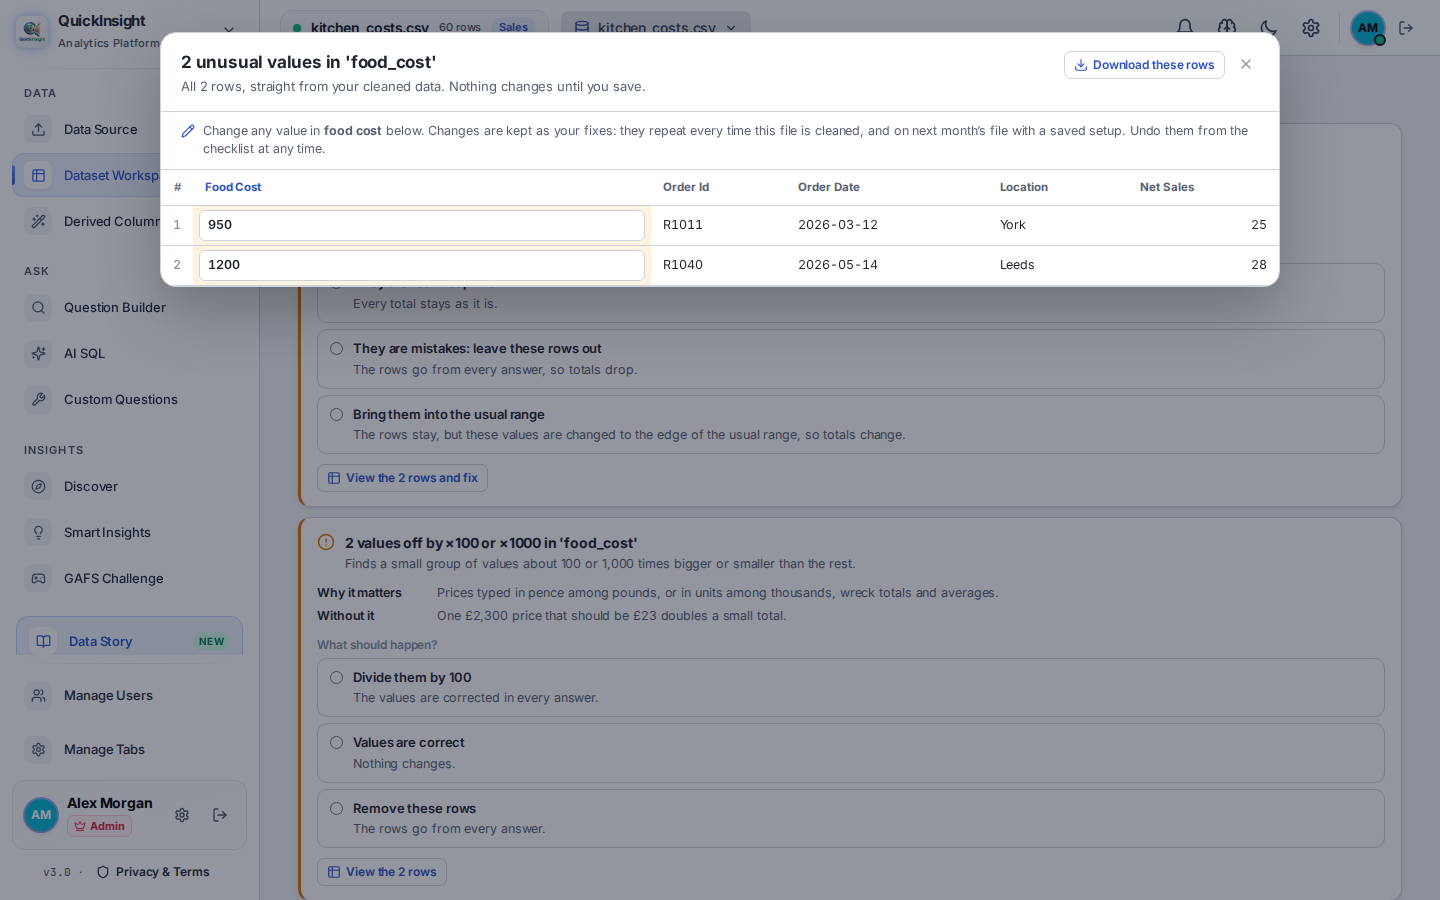 QuickInsight
Analytics Platform
kitchen_costs.csv 60 rows Sales
kitchen_costs.csv
AM
2 unusual values in 'food_cost'
All 2 rows, straight from your cleaned data. Nothing changes until you save.
Download these rows
Change any value in food cost below. Changes are kept as your fixes: they repeat every time this file is cleaned, and on next month's file with a saved setup. Undo them from the
checklist at any time.
# Food Cost Order Id Order Date Location Net Sales
1 950 R1011 2026-03-12 York 25
2 1200 R1040 2026-05-14 Leeds 28
DATA
Data Source
Dataset Worksp
Derived Column
ASK
Question Builder
AI SQL
Custom Questions
INSIGHTS
Discover
Smart Insights
GAFS Challenge
Data Story NEW
Manage Users
Manage Tabs
AM
Alex Morgan
Admin
v3.0 · Privacy & Terms
Every total stays as it is.
They are mistakes: leave these rows out
The rows go from every answer, so totals drop.
Bring them into the usual range
The rows stay, but these values are changed to the edge of the usual range, so totals change.
View the 2 rows and fix
2 values off by ×100 or ×1000 in 'food_cost'
Finds a small group of values about 100 or 1,000 times bigger or smaller than the rest.
Why it matters Prices typed in pence among pounds, or in units among thousands, wreck totals and averages.
Without it One £2,300 price that should be £23 doubles a small total.
What should happen?
Divide them by 100
The values are corrected in every answer.
Values are correct
Nothing changes.
Remove these rows
The rows go from every answer.
View the 2 rows